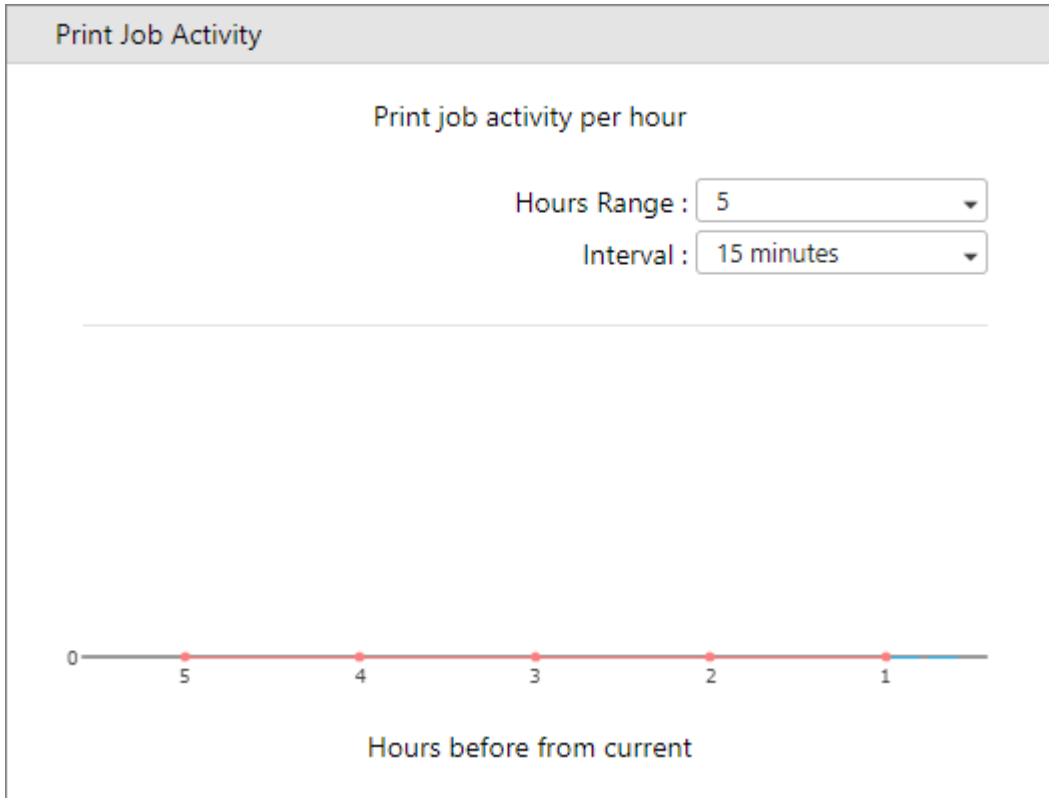 Print Job Activity
Print job activity per hour
Hours Range : 5
Interval : 15 minutes
0
5 4 3 2 1
Hours before from current